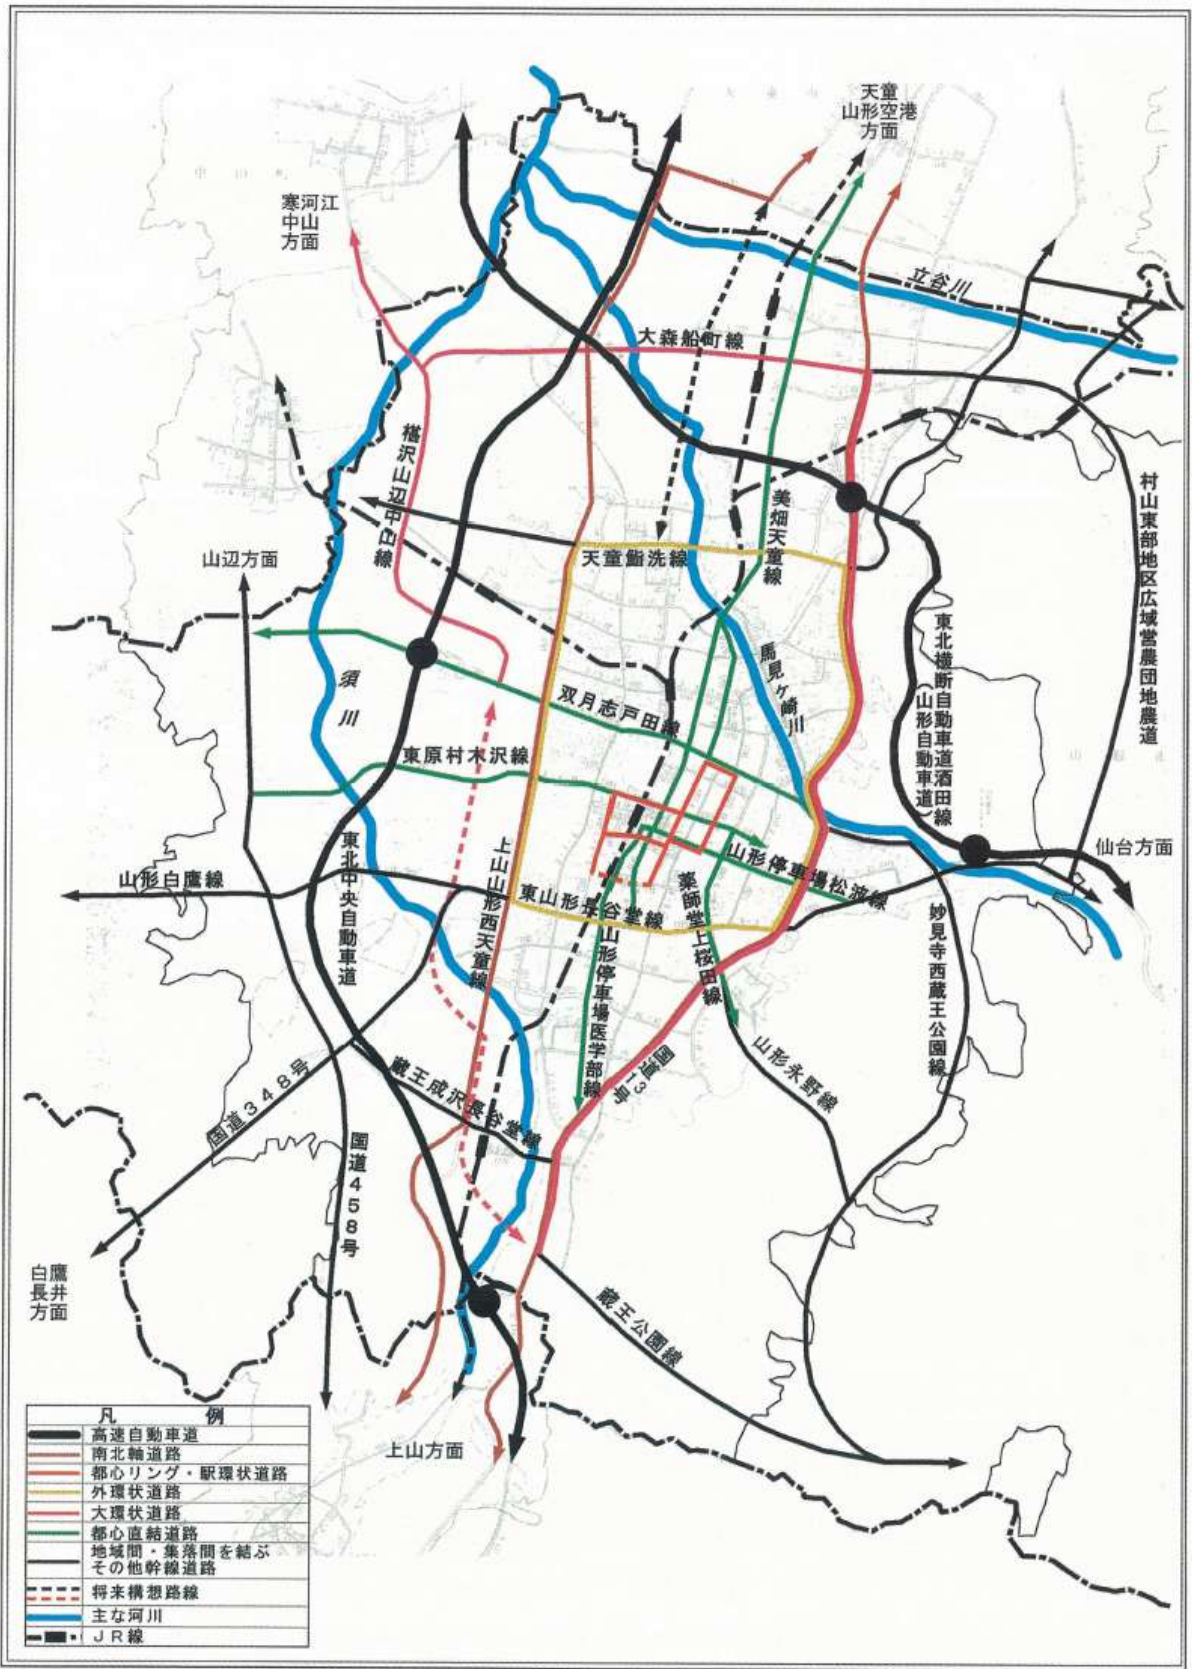 天童
山形空港
方面
寒河江
中山
方面
立谷川
大森船町線
楯沢山辺中山線
美畑天童線
村山東部地区広域営農団地農道
山辺方面
天童鮨洗線
東北横断自動車道酒田線
(山形自動車道)
馬見ヶ崎川
須川
双月志戸田線
東原村木沢線
仙台方面
山形停車場松波線
東北中央自動車道
上山山形西天童線
山形白鷹線
東山形長谷堂線
薬師堂上桜田線
妙見寺西蔵王公園線
山形停車場医学部線
国道13号
山形永野線
蔵王成沢長谷堂線
国道348号
国道458号
白鷹
長井
方面
蔵王公園線
上山方面
凡例
高速自動車道
南北軸道路
都心リング・駅環状道路
外環状道路
大環状道路
都心直結道路
地域間・集落間を結ぶ
その他幹線道路
将来構想路線
主な河川
JR線